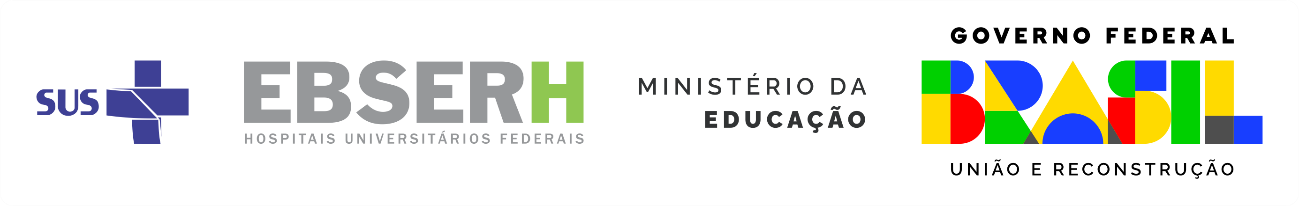 SUS
EBSERH
HOSPITAIS UNIVERSITÁRIOS FEDERAIS
MINISTÉRIO DA
EDUCAÇÃO
GOVERNO FEDERAL
BRASIL
UNIÃO E RECONSTRUÇÃO